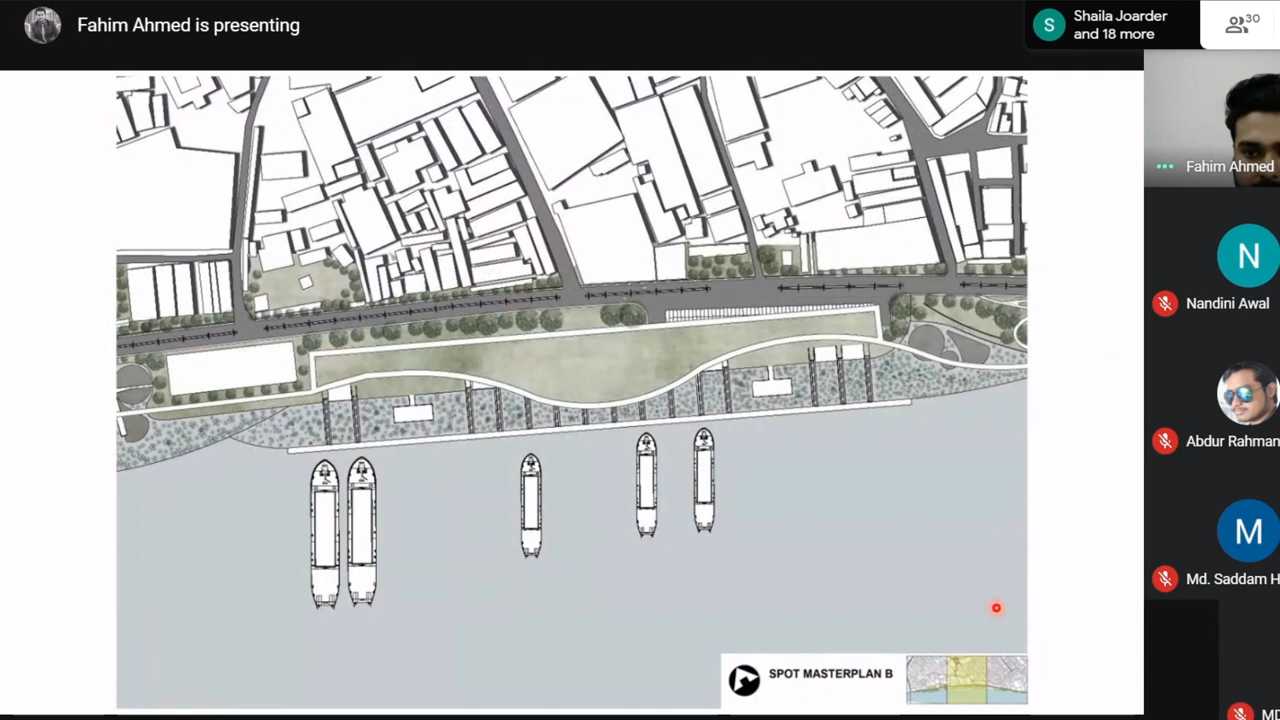 Fahim Ahmed is presenting
S
Shaila Joarder
and 18 more
30
Fahim Ahmed
N
Nandini Awal
Abdur Rahman
M
Md. Saddam H
MD
SPOT MASTERPLAN B